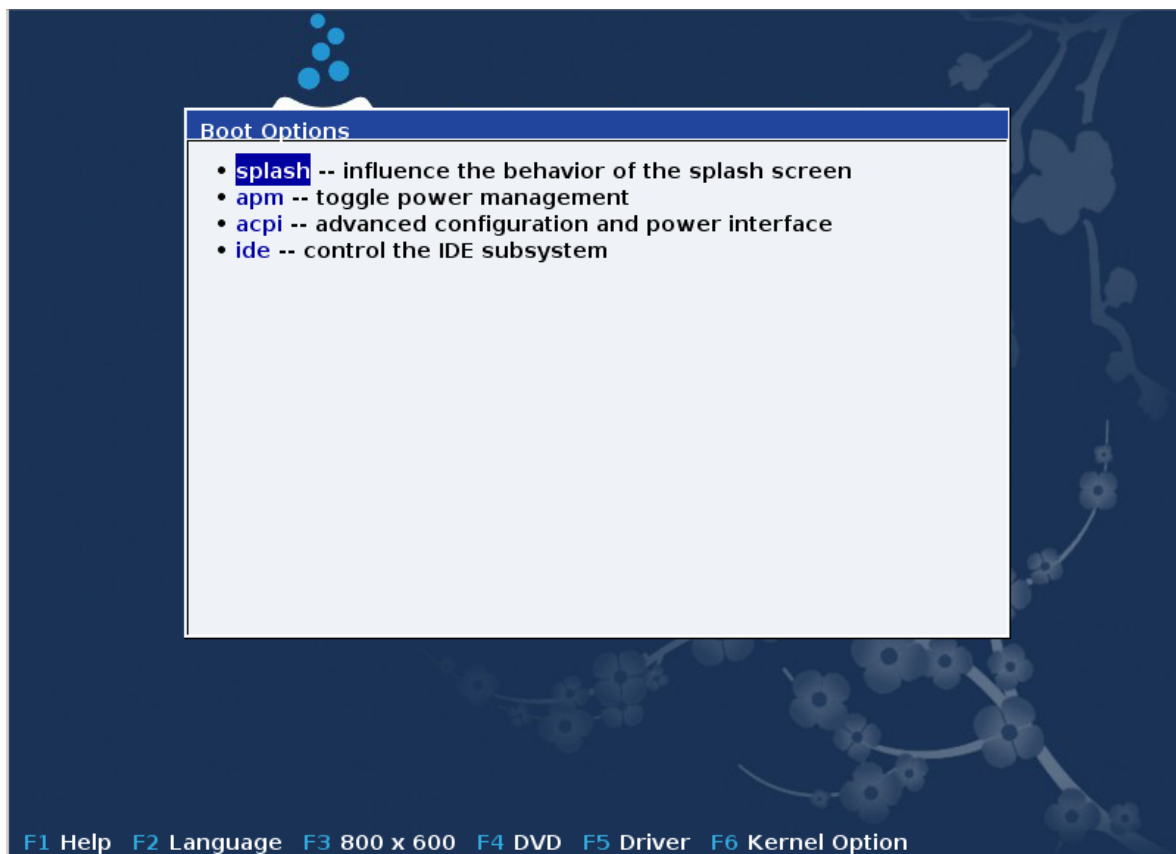 Boot Options
• splash -- influence the behavior of the splash screen
• apm -- toggle power management
• acpi -- advanced configuration and power interface
• ide -- control the IDE subsystem
F1 Help F2 Language F3 800 x 600 F4 DVD F5 Driver F6 Kernel Option